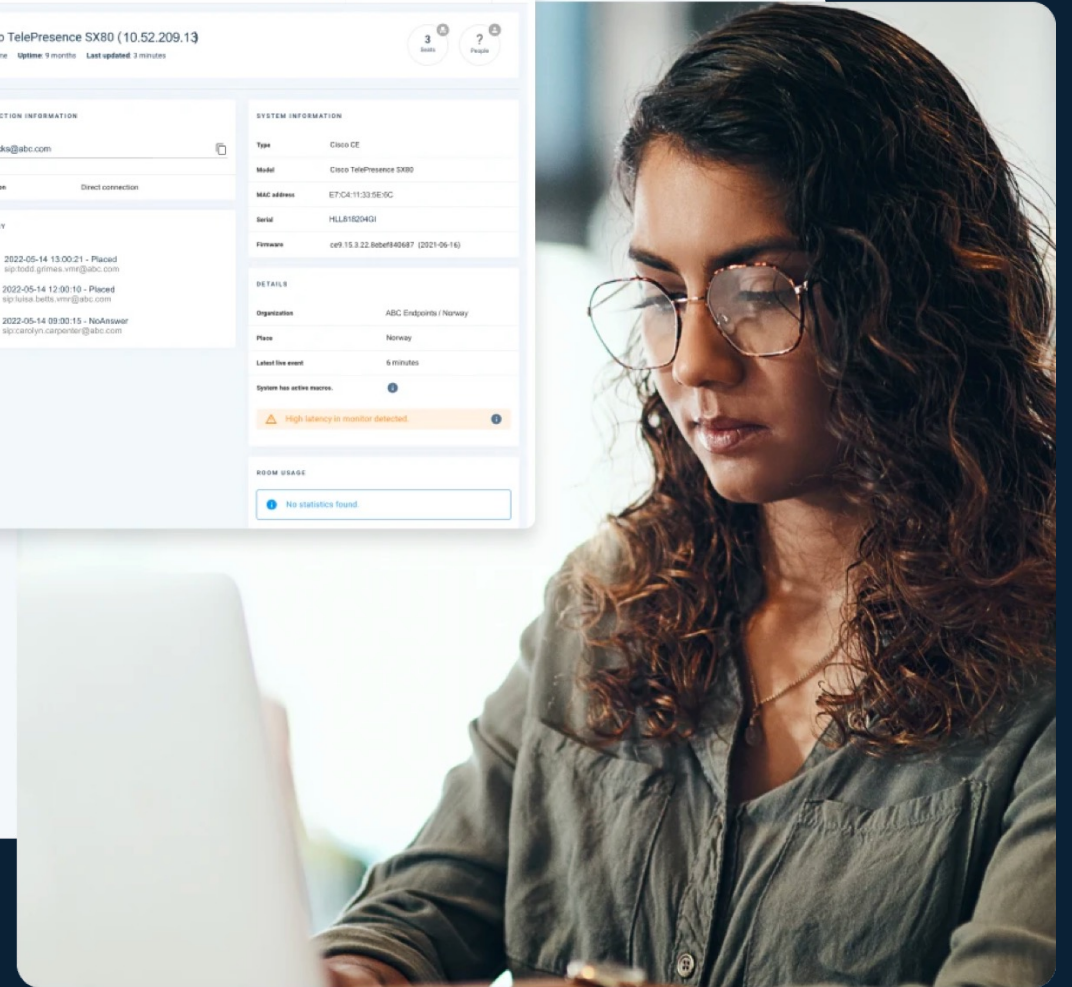 TelePresence SX80 (10.52.209.13)
Uptime: 9 months Last updated: 3 minutes
3
Seats
?
People
CTION INFORMATION
ks@abc.com
Direct connection
2022-05-14 13:00:21 - Placed
sip:todd.grimes.vmr@abc.com
2022-05-14 12:00:10 - Placed
sip:luisa.betts.vmr@abc.com
2022-05-14 09:00:15 - NoAnswer
sip:carolyn.carpenter@abc.com
SYSTEM INFORMATION
Type Cisco CE
Model Cisco TelePresence SX80
MAC address E7:C4:11:33:5E:6C
Serial HLL818204GI
Firmware ce9.15.3.22.8ebef840687 (2021-06-16)
DETAILS
Organization ABC Endpoints / Norway
Place Norway
Latest live event 6 minutes
System has active macros.
High latency in monitor detected.
ROOM USAGE
No statistics found